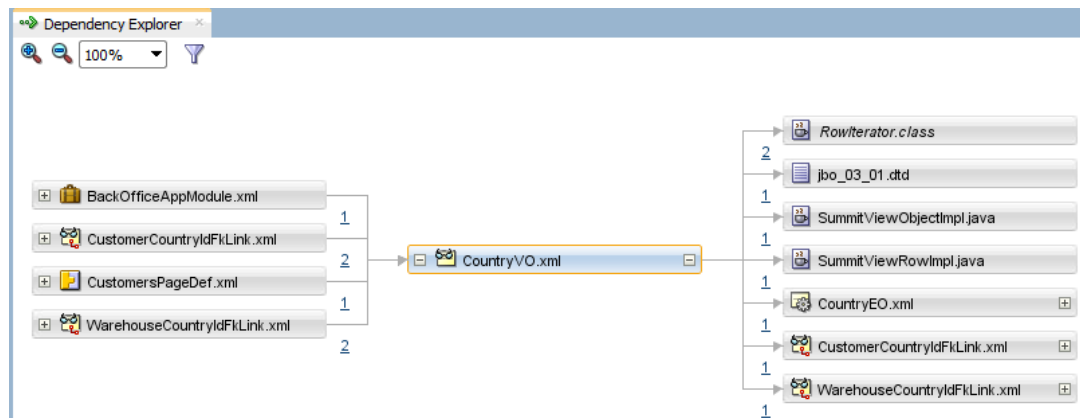 Dependency Explorer
100%
BackOfficeAppModule.xml
1
CustomerCountryIdFkLink.xml
2
CustomersPageDef.xml
1
WarehouseCountryIdFkLink.xml
2
CountryVO.xml
RowIterator.class
2
jbo_03_01.dtd
1
SummitViewObjectImpl.java
1
SummitViewRowImpl.java
1
CountryEO.xml
1
CustomerCountryIdFkLink.xml
1
WarehouseCountryIdFkLink.xml
1